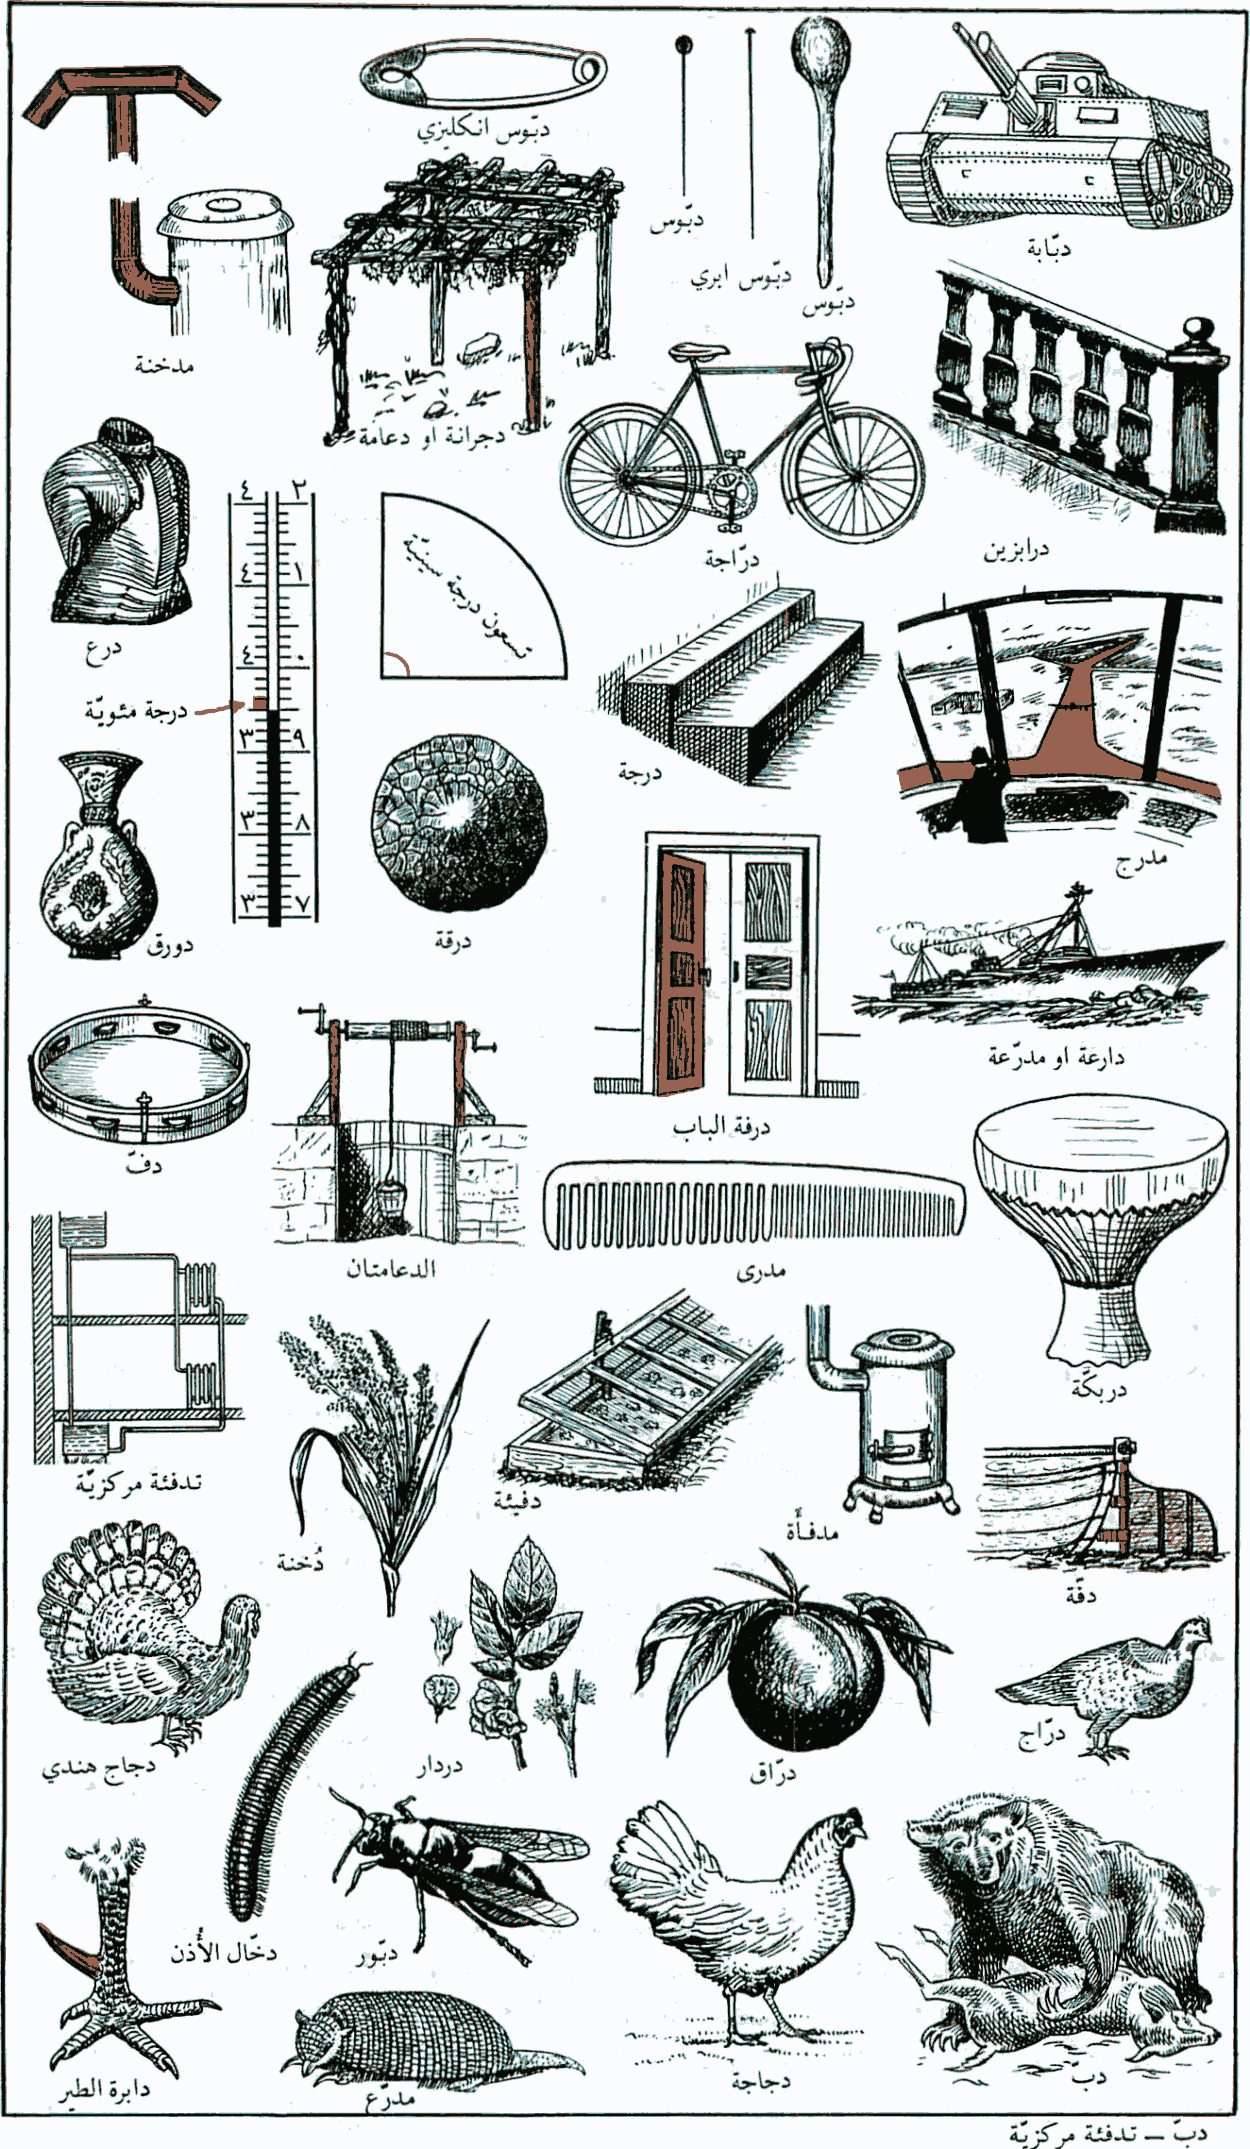 دبّابة
دبّوس
دبّوس ابري
دبّوس
دبّوس انكليزي
مدخنة
دجرانة او دعامة
درابزين
درّاجة
تسعون درجة ستينيّة
درع
٤ ٢
٤ ١
٤ ٠
درجة مئويّة
٣ ٩
٣ ٨
٣ ٧
درجة
مدرج
درقة
دورق
دارعة او مدرّعة
درفة الباب
دفّ
الدعامتان
مدرى
دربكّة
تدفئة مركزيّة
دفيئة
مدفأة
دُخنة
دفّة
درّاج
درّاق
دردار
دجاج هندي
دخّال الأُذن
دبّور
دبّ
دجاجة
مدرّع
دابرة الطير
دبّ — تدفئة مركزيّة